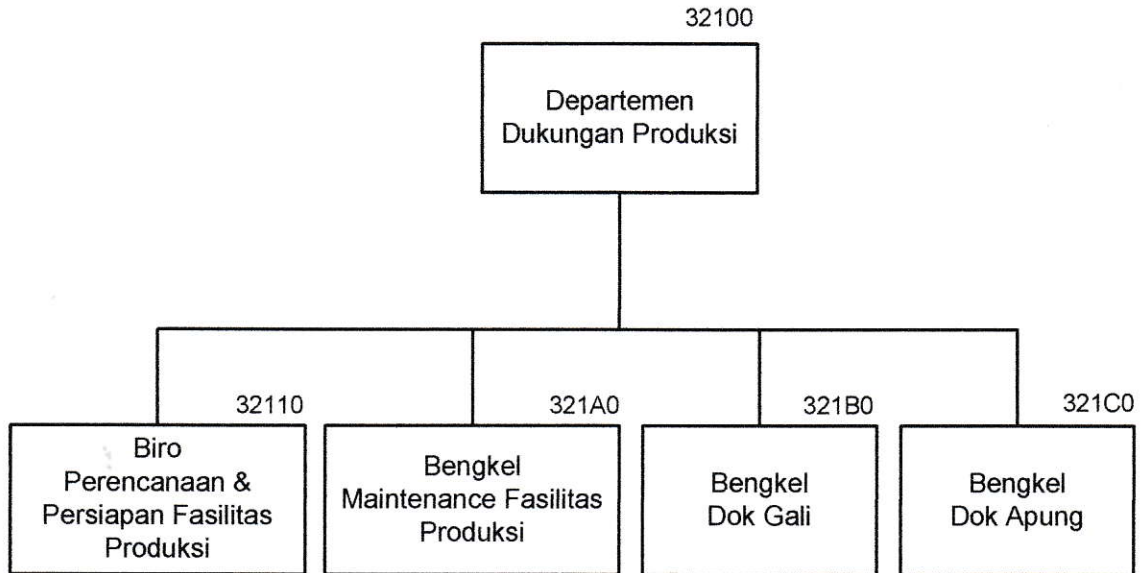 32100
Departemen
Dukungan Produksi
32110
Biro
Perencanaan &
Persiapan Fasilitas
Produksi
321A0
Bengkel
Maintenance Fasilitas
Produksi
321B0
Bengkel
Dok Gali
321C0
Bengkel
Dok Apung